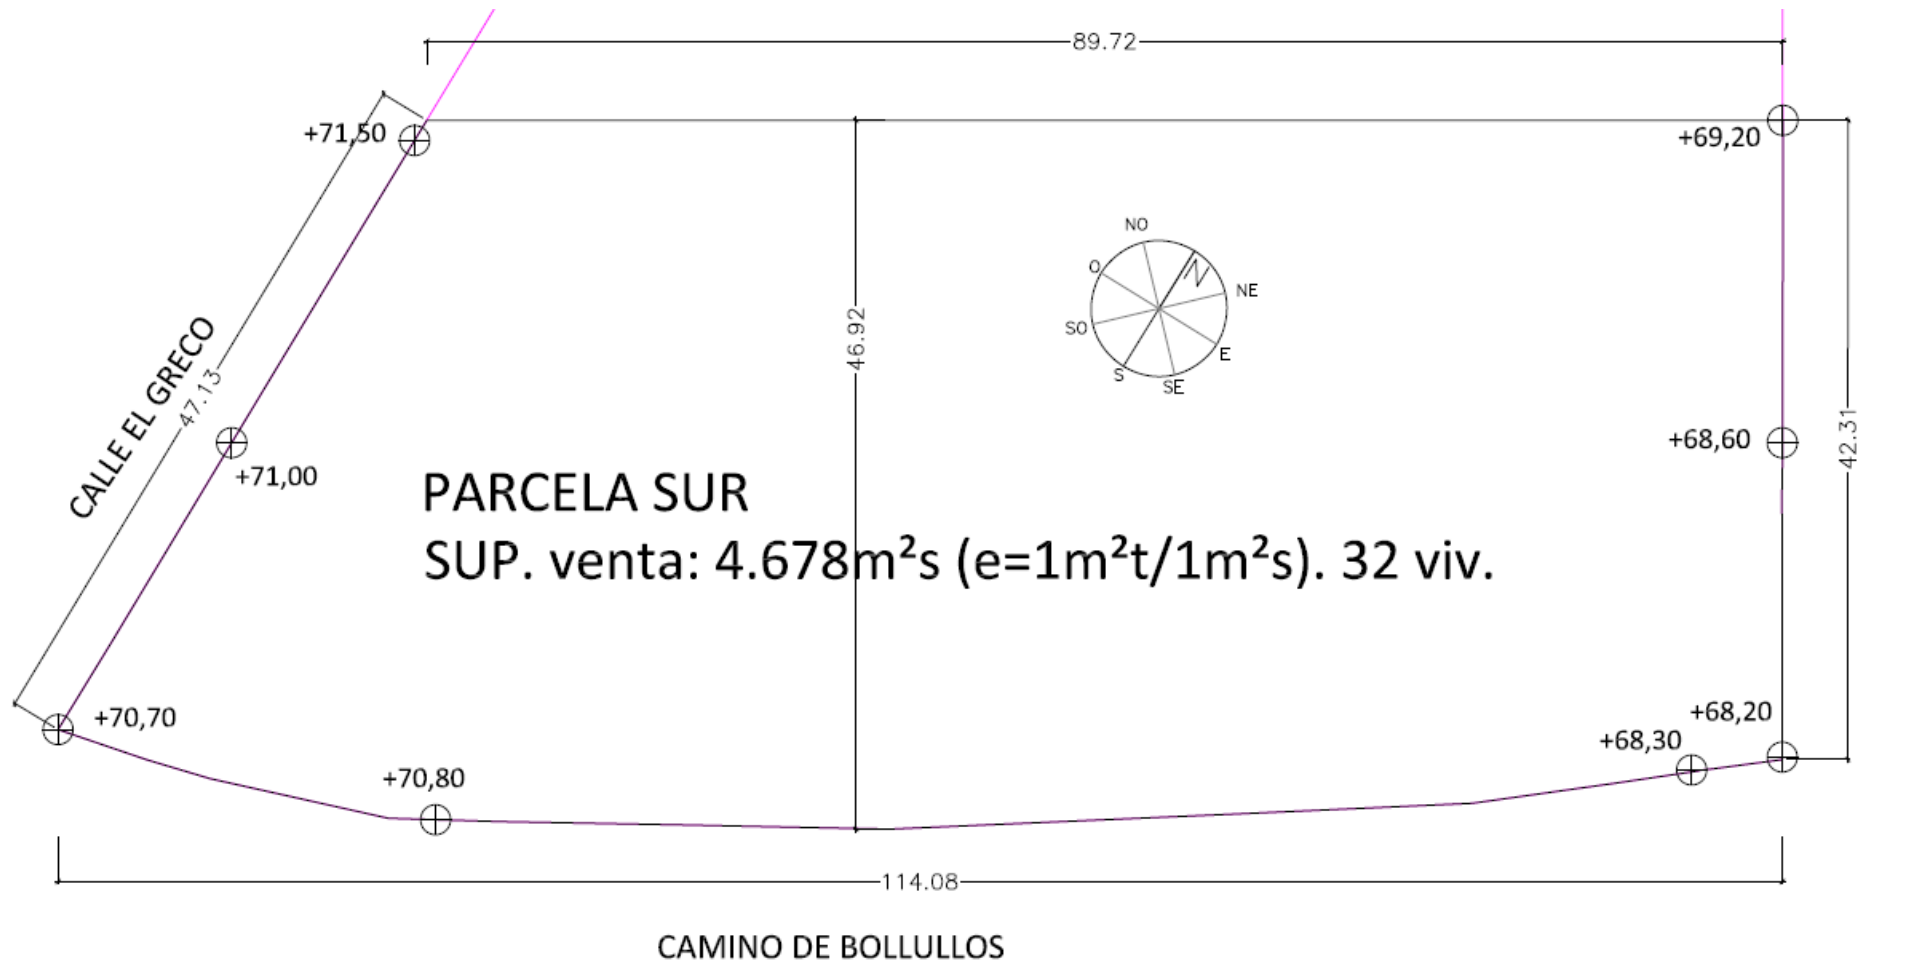 89.72
+71,50
+69,20
NO
O
N
NE
SO
E
S
SE
46.92
CALLE EL GRECO
47.13
+71,00
+68,60
42.31
PARCELA SUR
SUP. venta: 4.678m²s (e=1m²t/1m²s). 32 viv.
+70,70
+68,20
+68,30
+70,80
114.08
CAMINO DE BOLLULLOS